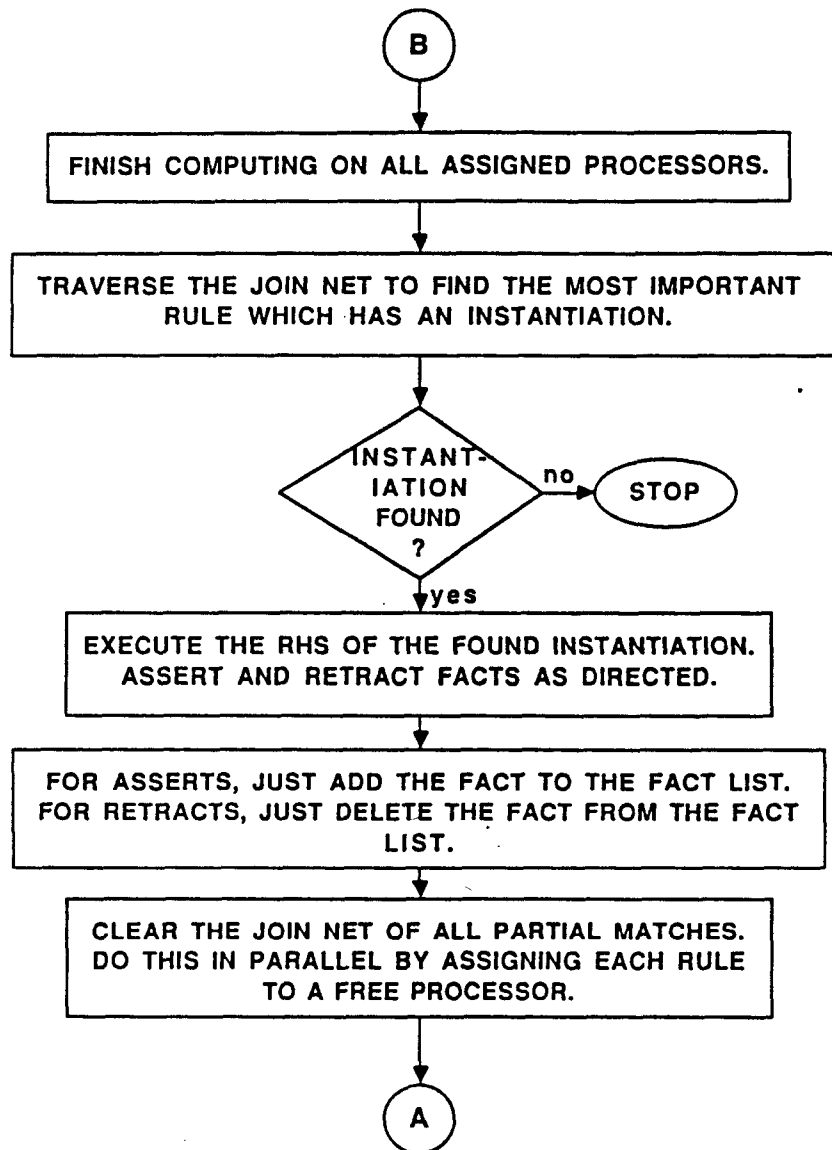 B
FINISH COMPUTING ON ALL ASSIGNED PROCESSORS.
TRAVERSE THE JOIN NET TO FIND THE MOST IMPORTANT
RULE WHICH HAS AN INSTANTIATION.
INSTANT-
IATION
FOUND
?
no
STOP
yes
EXECUTE THE RHS OF THE FOUND INSTANTIATION.
ASSERT AND RETRACT FACTS AS DIRECTED.
FOR ASSERTS, JUST ADD THE FACT TO THE FACT LIST.
FOR RETRACTS, JUST DELETE THE FACT FROM THE FACT
LIST.
CLEAR THE JOIN NET OF ALL PARTIAL MATCHES.
DO THIS IN PARALLEL BY ASSIGNING EACH RULE
TO A FREE PROCESSOR.
A